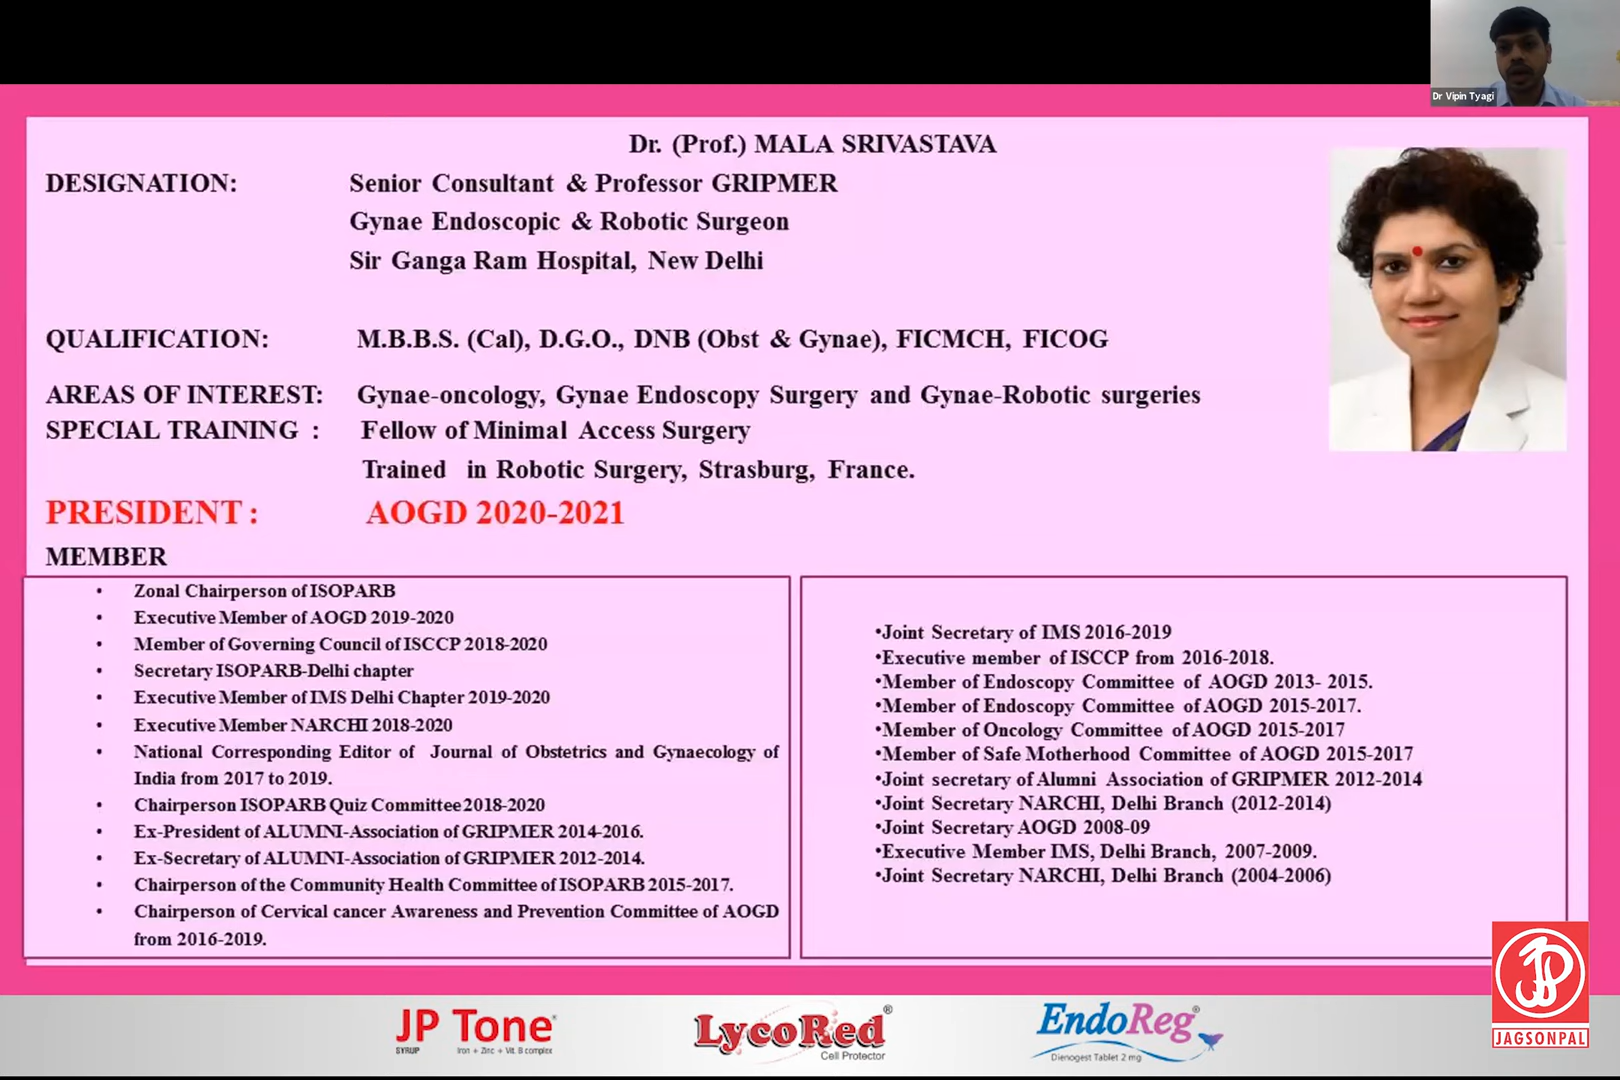 Dr Vipin Tyagi
Dr. (Prof.) MALA SRIVASTAVA
DESIGNATION: Senior Consultant & Professor GRIPMER
Gynae Endoscopic & Robotic Surgeon
Sir Ganga Ram Hospital, New Delhi
QUALIFICATION: M.B.B.S. (Cal), D.G.O., DNB (Obst & Gynae), FICMCH, FICOG
AREAS OF INTEREST: Gynae-oncology, Gynae Endoscopy Surgery and Gynae-Robotic surgeries
SPECIAL TRAINING : Fellow of Minimal Access Surgery
Trained in Robotic Surgery, Strasburg, France.
PRESIDENT : AOGD 2020-2021
MEMBER
• Zonal Chairperson of ISOPARB
• Executive Member of AOGD 2019-2020
• Member of Governing Council of ISCCP 2018-2020
• Secretary ISOPARB-Delhi chapter
• Executive Member of IMS Delhi Chapter 2019-2020
• Executive Member NARCHI 2018-2020
• National Corresponding Editor of Journal of Obstetrics and Gynaecology of
India from 2017 to 2019.
• Chairperson ISOPARB Quiz Committee 2018-2020
• Ex-President of ALUMNI-Association of GRIPMER 2014-2016.
• Ex-Secretary of ALUMNI-Association of GRIPMER 2012-2014.
• Chairperson of the Community Health Committee of ISOPARB 2015-2017.
• Chairperson of Cervical cancer Awareness and Prevention Committee of AOGD
from 2016-2019.
•Joint Secretary of IMS 2016-2019
•Executive member of ISCCP from 2016-2018.
•Member of Endoscopy Committee of AOGD 2013- 2015.
•Member of Endoscopy Committee of AOGD 2015-2017.
•Member of Oncology Committee of AOGD 2015-2017
•Member of Safe Motherhood Committee of AOGD 2015-2017
•Joint secretary of Alumni Association of GRIPMER 2012-2014
•Joint Secretary NARCHI, Delhi Branch (2012-2014)
•Joint Secretary AOGD 2008-09
•Executive Member IMS, Delhi Branch, 2007-2009.
•Joint Secretary NARCHI, Delhi Branch (2004-2006)
JP Tone
SYRUP Iron + Zinc + Vit. B complex
LycoRed®
Cell Protector
EndoReg®
Dienogest Tablet 2 mg
JAGSONPAL